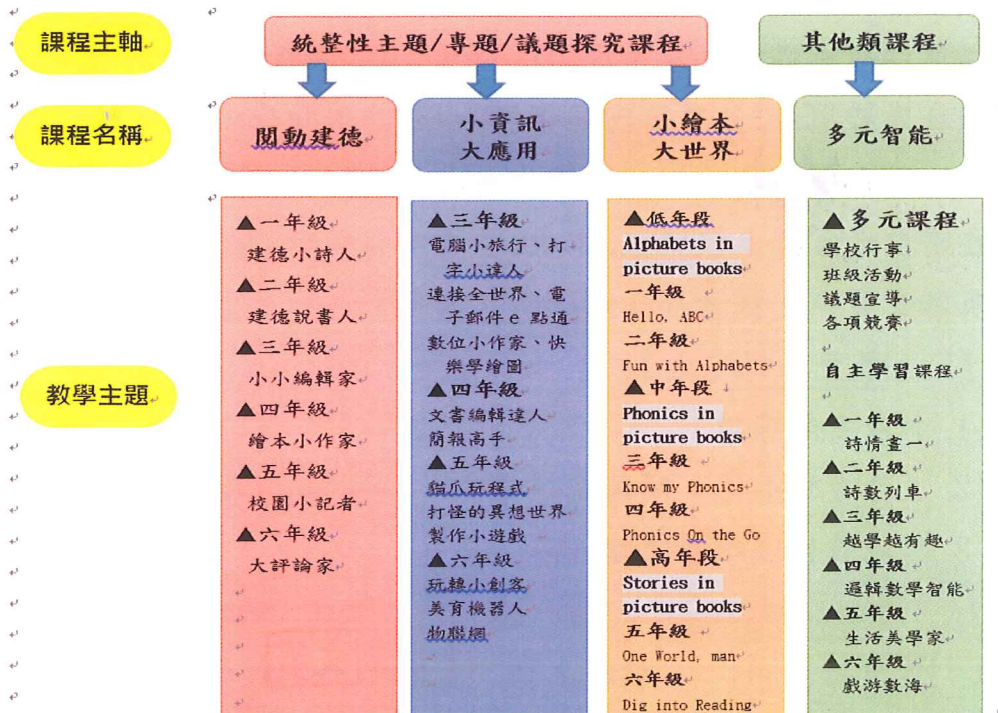 課程主軸
統整性主題/專題/議題探究課程
其他類課程
課程名稱
閱動建德
小資訊
大應用
小繪本
大世界
多元智能
教學主題
▲一年級
建德小詩人
▲二年級
建德說書人
▲三年級
小小編輯家
▲四年級
繪本小作家
▲五年級
校園小記者
▲六年級
大評論家
▲三年級
電腦小旅行、打
字小達人
連接全世界、電
子郵件e 點通
數位小作家、快
樂學繪圖
▲四年級
文書編輯達人
簡報高手
▲五年級
貓爪玩程式
打怪的異想世界
製作小遊戲
▲六年級
玩轉小創客
美育機器人
物聯網
▲低年段
Alphabets in
picture books
一年級
Hello, ABC
二年級
Fun with Alphabets
▲中年段
Phonics in
picture books
三年級
Know my Phonics
四年級
Phonics On the Go
▲高年段
Stories in
picture books
五年級
One World, man
六年級
Dig into Reading
▲多元課程
學校行事
班級活動
議題宣導
各項競賽
自主學習課程
▲一年級
詩情畫一
▲二年級
詩數列車
▲三年級
越學越有趣
▲四年級
邏輯數學智能
▲五年級
生活美學家
▲六年級
戲游數海